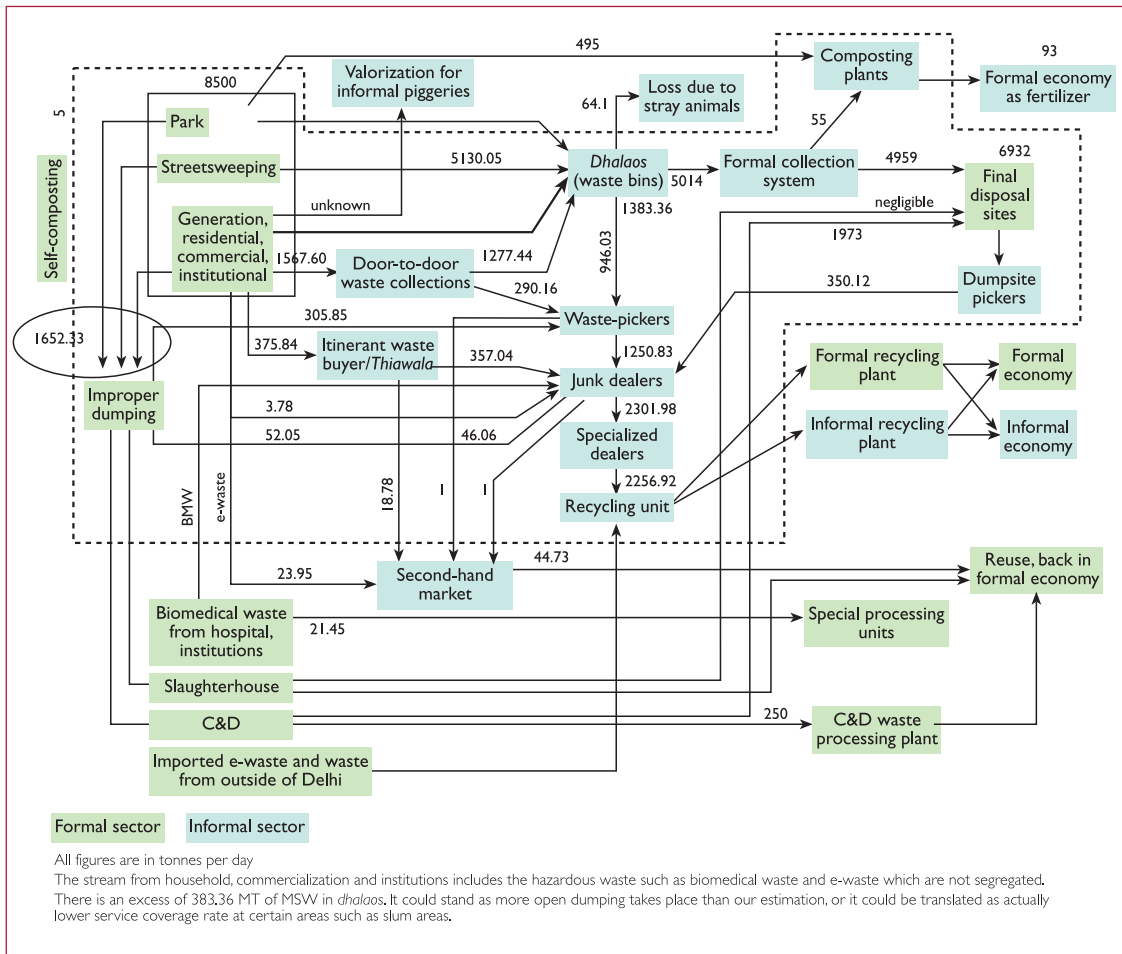 495
93
Composting
plants
Formal economy
as fertilizer
8500
Valorization for
informal piggeries
Loss due to
stray animals
64.1
55
5
Park
Streetsweeping
5130.05
Dhalaos
(waste bins)
5014
Formal collection
system
4959
6932
Final
disposal
sites
1383.36
negligible
1973
Self-composting
unknown
Generation,
residential,
commercial,
institutional
1567.60
Door-to-door
waste collections
1277.44
290.16
946.03
350.12
Dumpsite
pickers
1652.33
305.85
Waste-pickers
375.84
Itinerant waste
buyer/Thiawala
357.04
1250.83
Junk dealers
Formal recycling
plant
Formal
economy
Improper
dumping
3.78
52.05
46.06
2301.98
Specialized
dealers
Informal recycling
plant
Informal
economy
BMW
e-waste
18.78
1
1
2256.92
Recycling unit
23.95
Second-hand
market
44.73
Reuse, back in
formal economy
Biomedical waste
from hospital,
institutions
21.45
Special processing
units
Slaughterhouse
C&D
250
C&D waste
processing plant
Imported e-waste and waste
from outside of Delhi
Formal sector
Informal sector
All figures are in tonnes per day
The stream from household, commercialization and institutions includes the hazardous waste such as biomedical waste and e-waste which are not segregated.
There is an excess of 383.36 MT of MSW in dhalaos. It could stand as more open dumping takes place than our estimation, or it could be translated as actually
lower service coverage rate at certain areas such as slum areas.